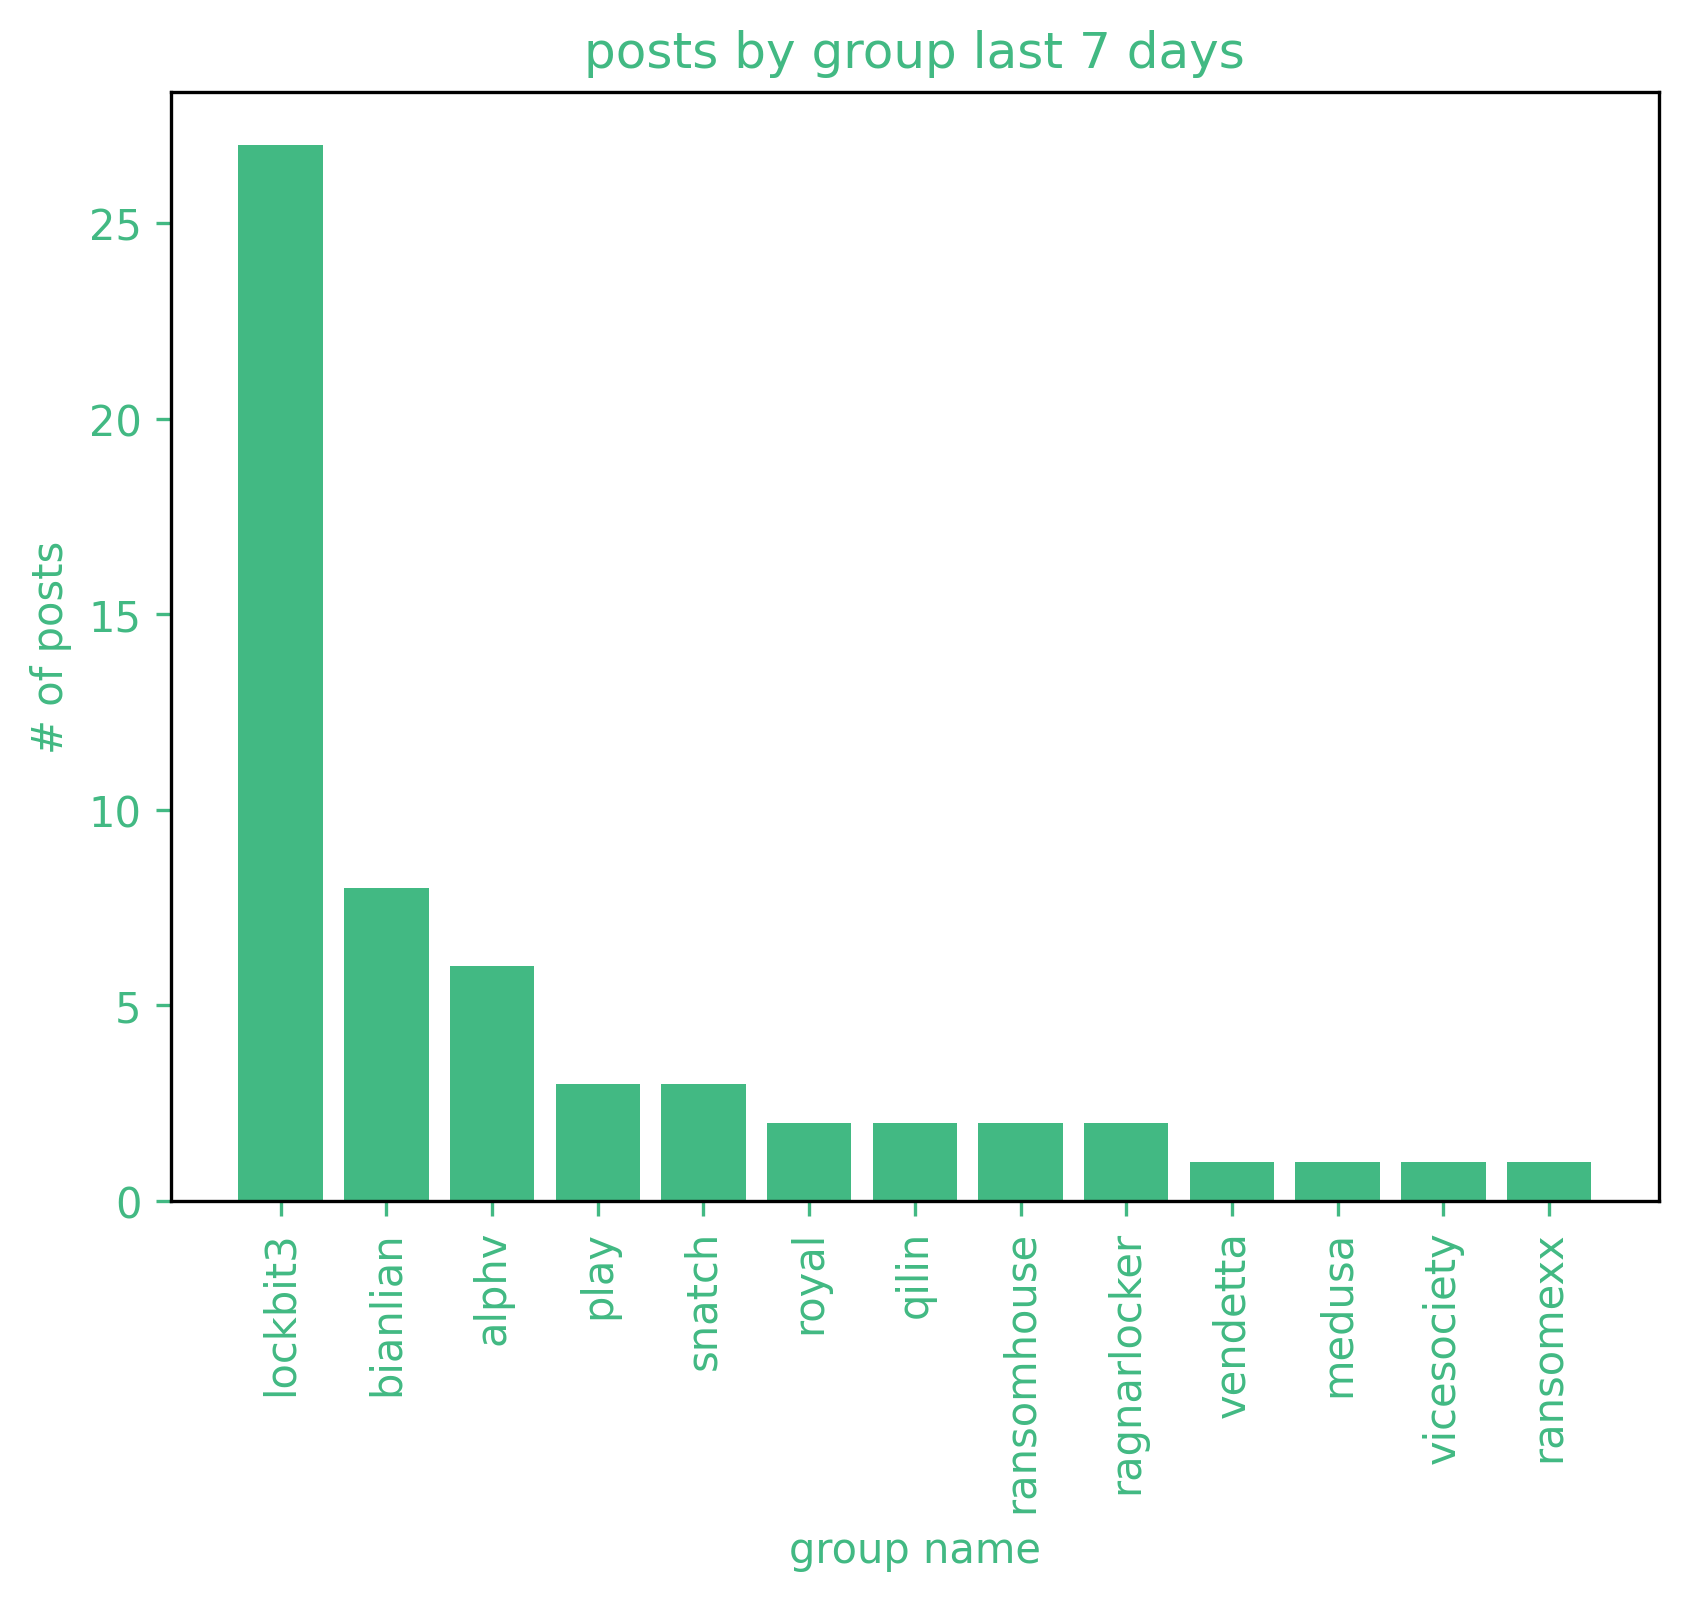 posts by group last 7 days
25
20
15
10
5
0
# of posts
lockbit3
bianlian
alphv
play
snatch
royal
qilin
ransomhouse
ragnarlocker
vendetta
medusa
vicesociety
ransomexx
group name